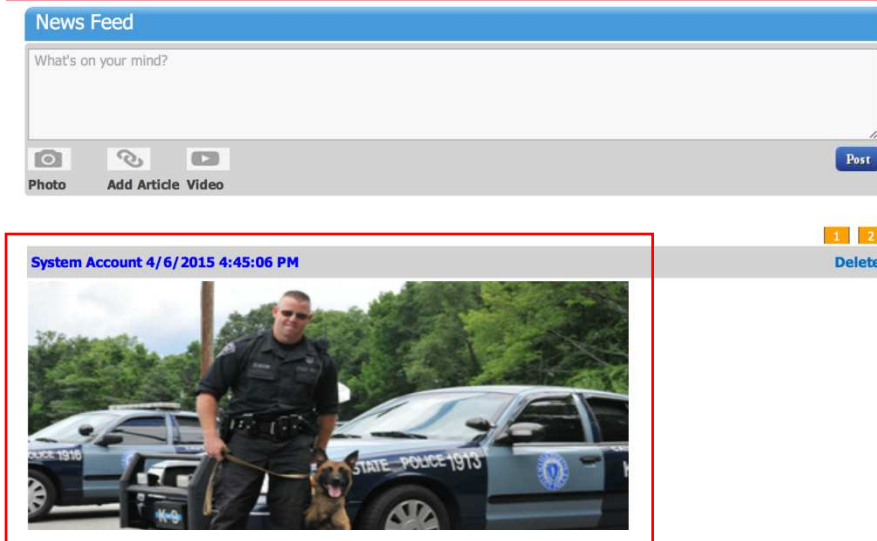 News Feed
What's on your mind?
Post
Photo Add Article Video
1 2
System Account 4/6/2015 4:45:06 PM
Delete
STATE POLICE 1913
K-9